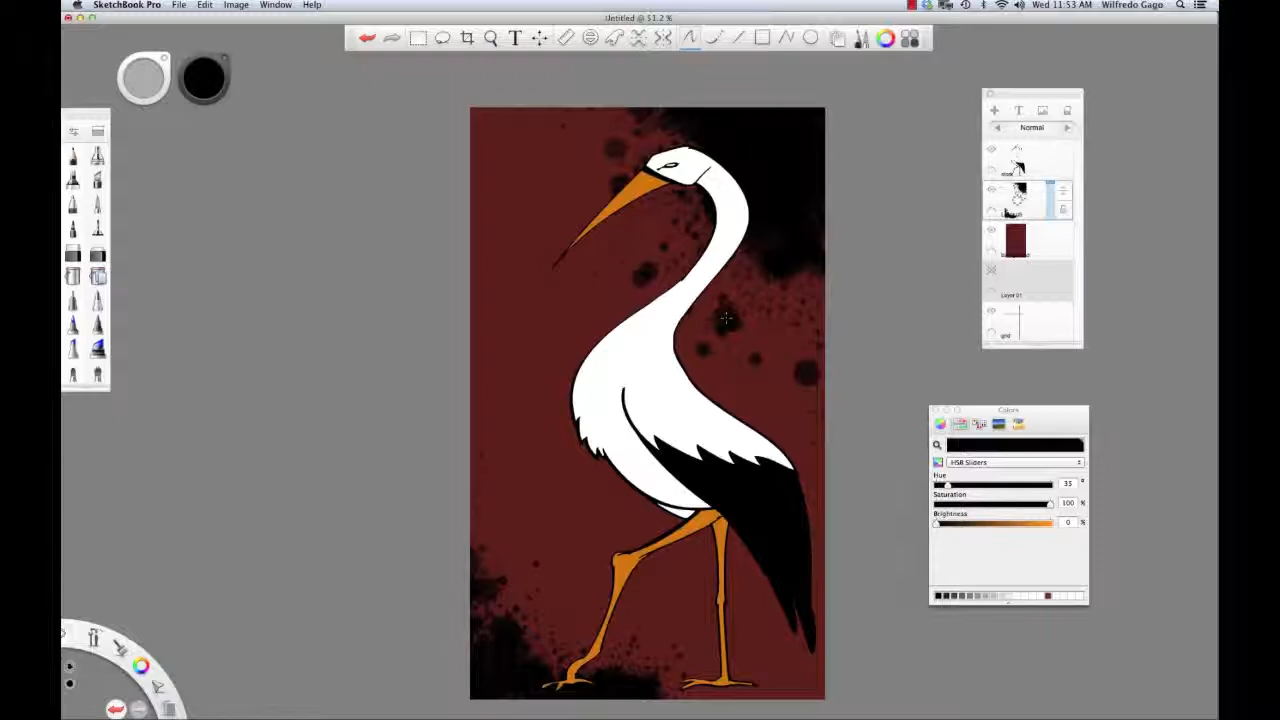 SketchBook Pro File Edit Image Window Help Wed 11:53 AM Wilfredo Gago
Untitled @ 51.2 %
T
T
Normal
Layer 01
grid
Colors
HSB Sliders
Hue
35 °
Saturation
100 %
Brightness
0 %